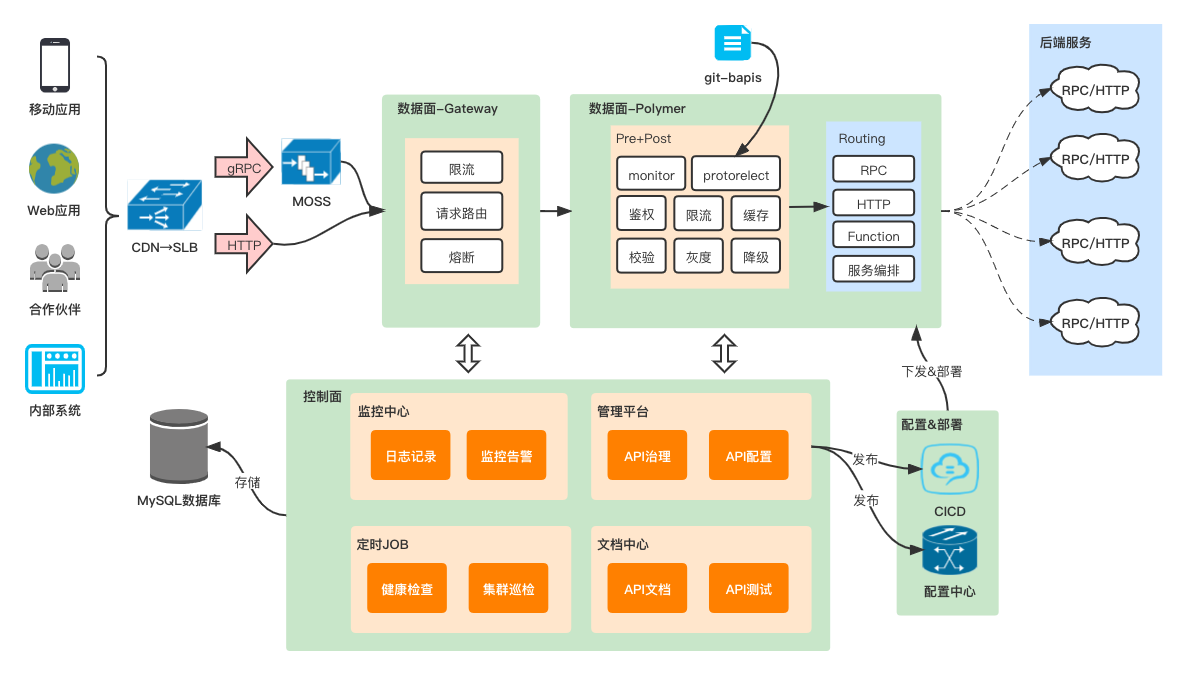 移动应用
Web应用
合作伙伴
内部系统
CDN→SLB
gRPC
HTTP
MOSS
数据面-Gateway
限流
请求路由
熔断
git-bapis
数据面-Polymer
Pre+Post
monitor
protorelect
鉴权
限流
缓存
校验
灰度
降级
Routing
RPC
HTTP
Function
服务编排
后端服务
RPC/HTTP
RPC/HTTP
RPC/HTTP
RPC/HTTP
控制面
监控中心
日志记录
监控告警
管理平台
API治理
API配置
定时JOB
健康检查
集群巡检
文档中心
API文档
API测试
存储
MySQL数据库
发布
发布
下发&部署
配置&部署
CICD
配置中心